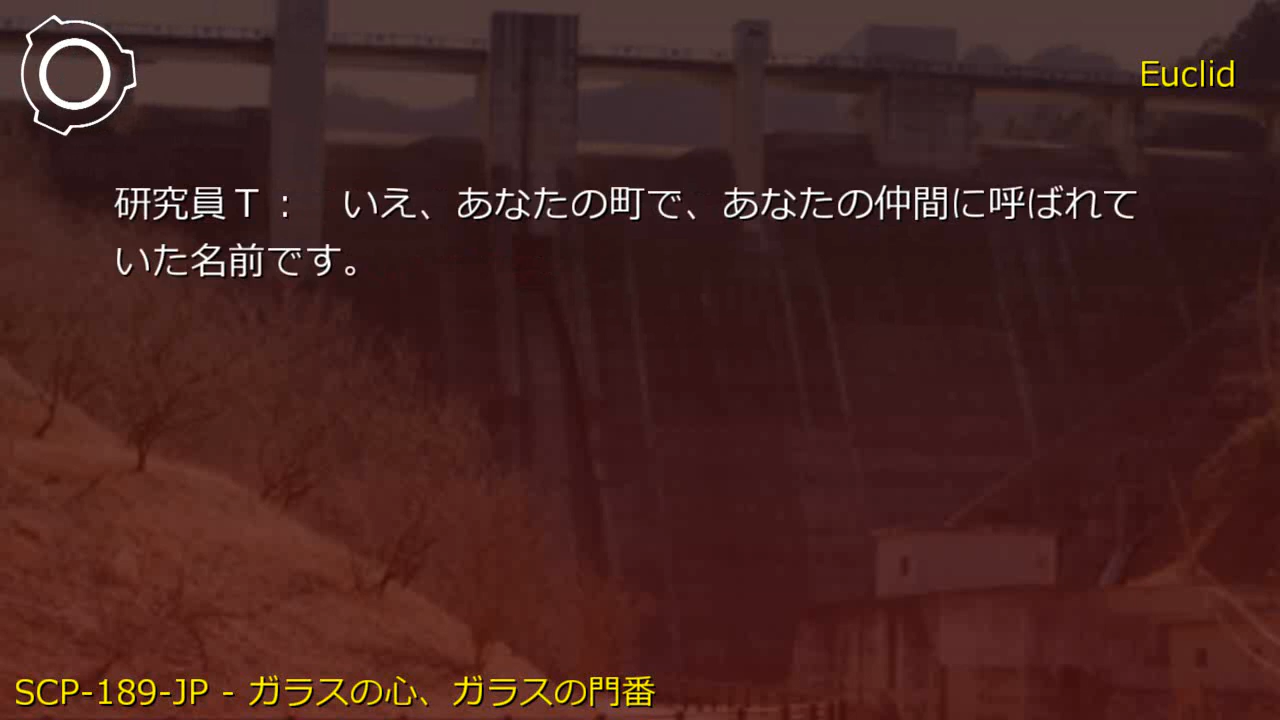 Euclid
研究員Ｔ：　いえ、あなたの町で、あなたの仲間に呼ばれて
いた名前です。
SCP-189-JP - ガラスの心、ガラスの門番